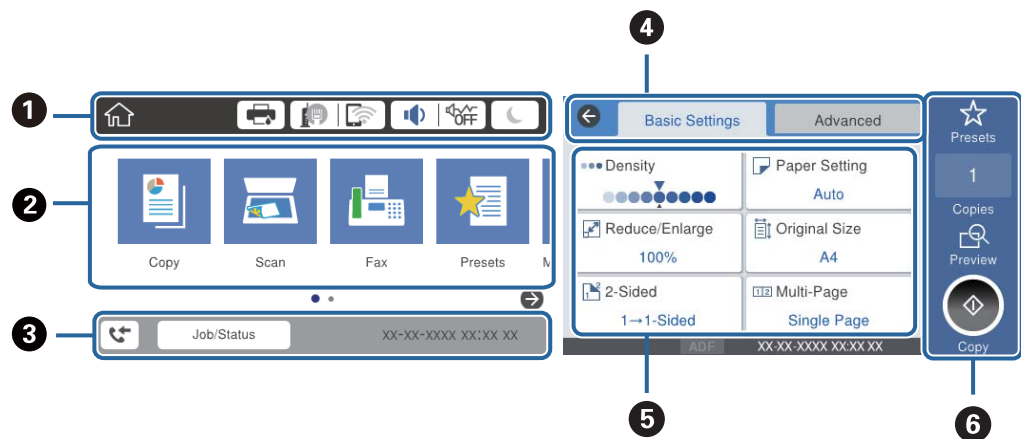 4
1
OFF
Basic Settings
Advanced
Presets
2
Density
Paper Setting
Auto
1
Copies
Reduce/Enlarge
100%
Original Size
A4
Preview
Copy
Scan
Fax
Presets
M
2-Sided
1→1-Sided
12 Multi-Page
Single Page
3
Job/Status
XX-XX-XXXX XX:XX XX
ADF
XX-XX-XXXX XX:XX XX
Copy
5
6